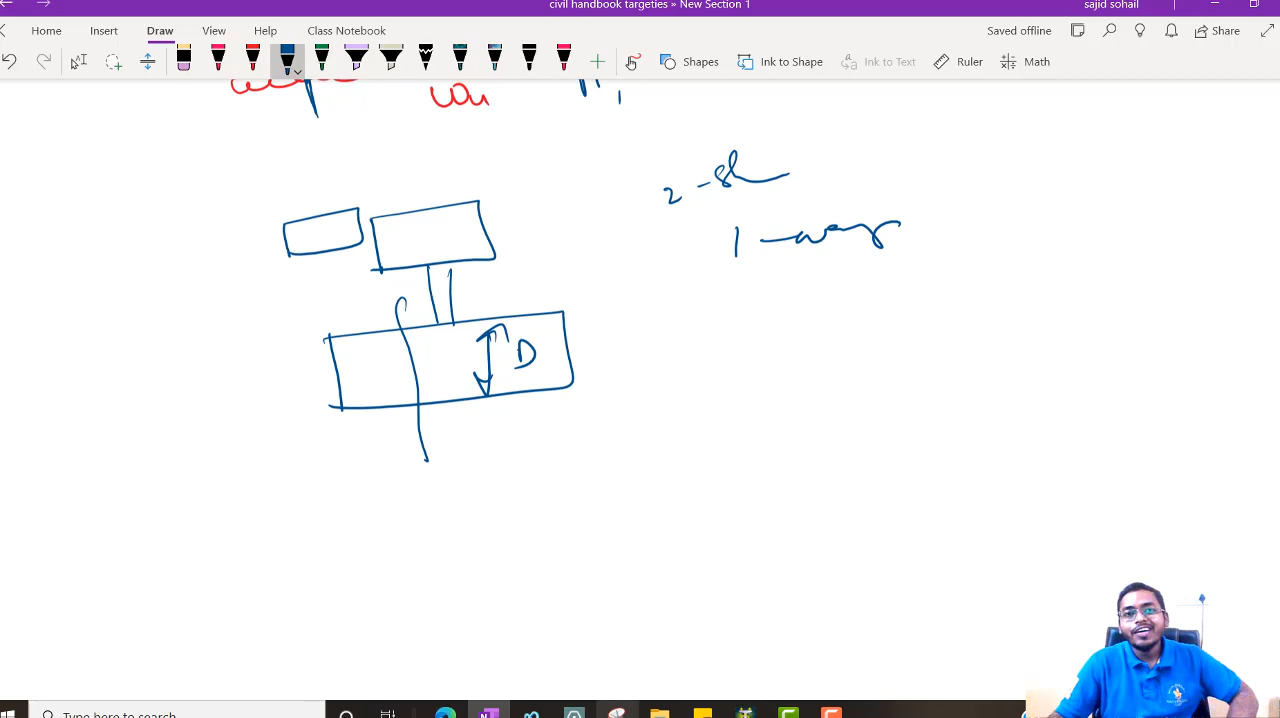 civil handbook targeties » New Section 1
sajid sohail
Home Insert Draw View Help Class Notebook
Saved offline
Share
Shapes
Ink to Shape
Ink to Text
Ruler
Math
2 - sh
1 - way
D
Type here to search